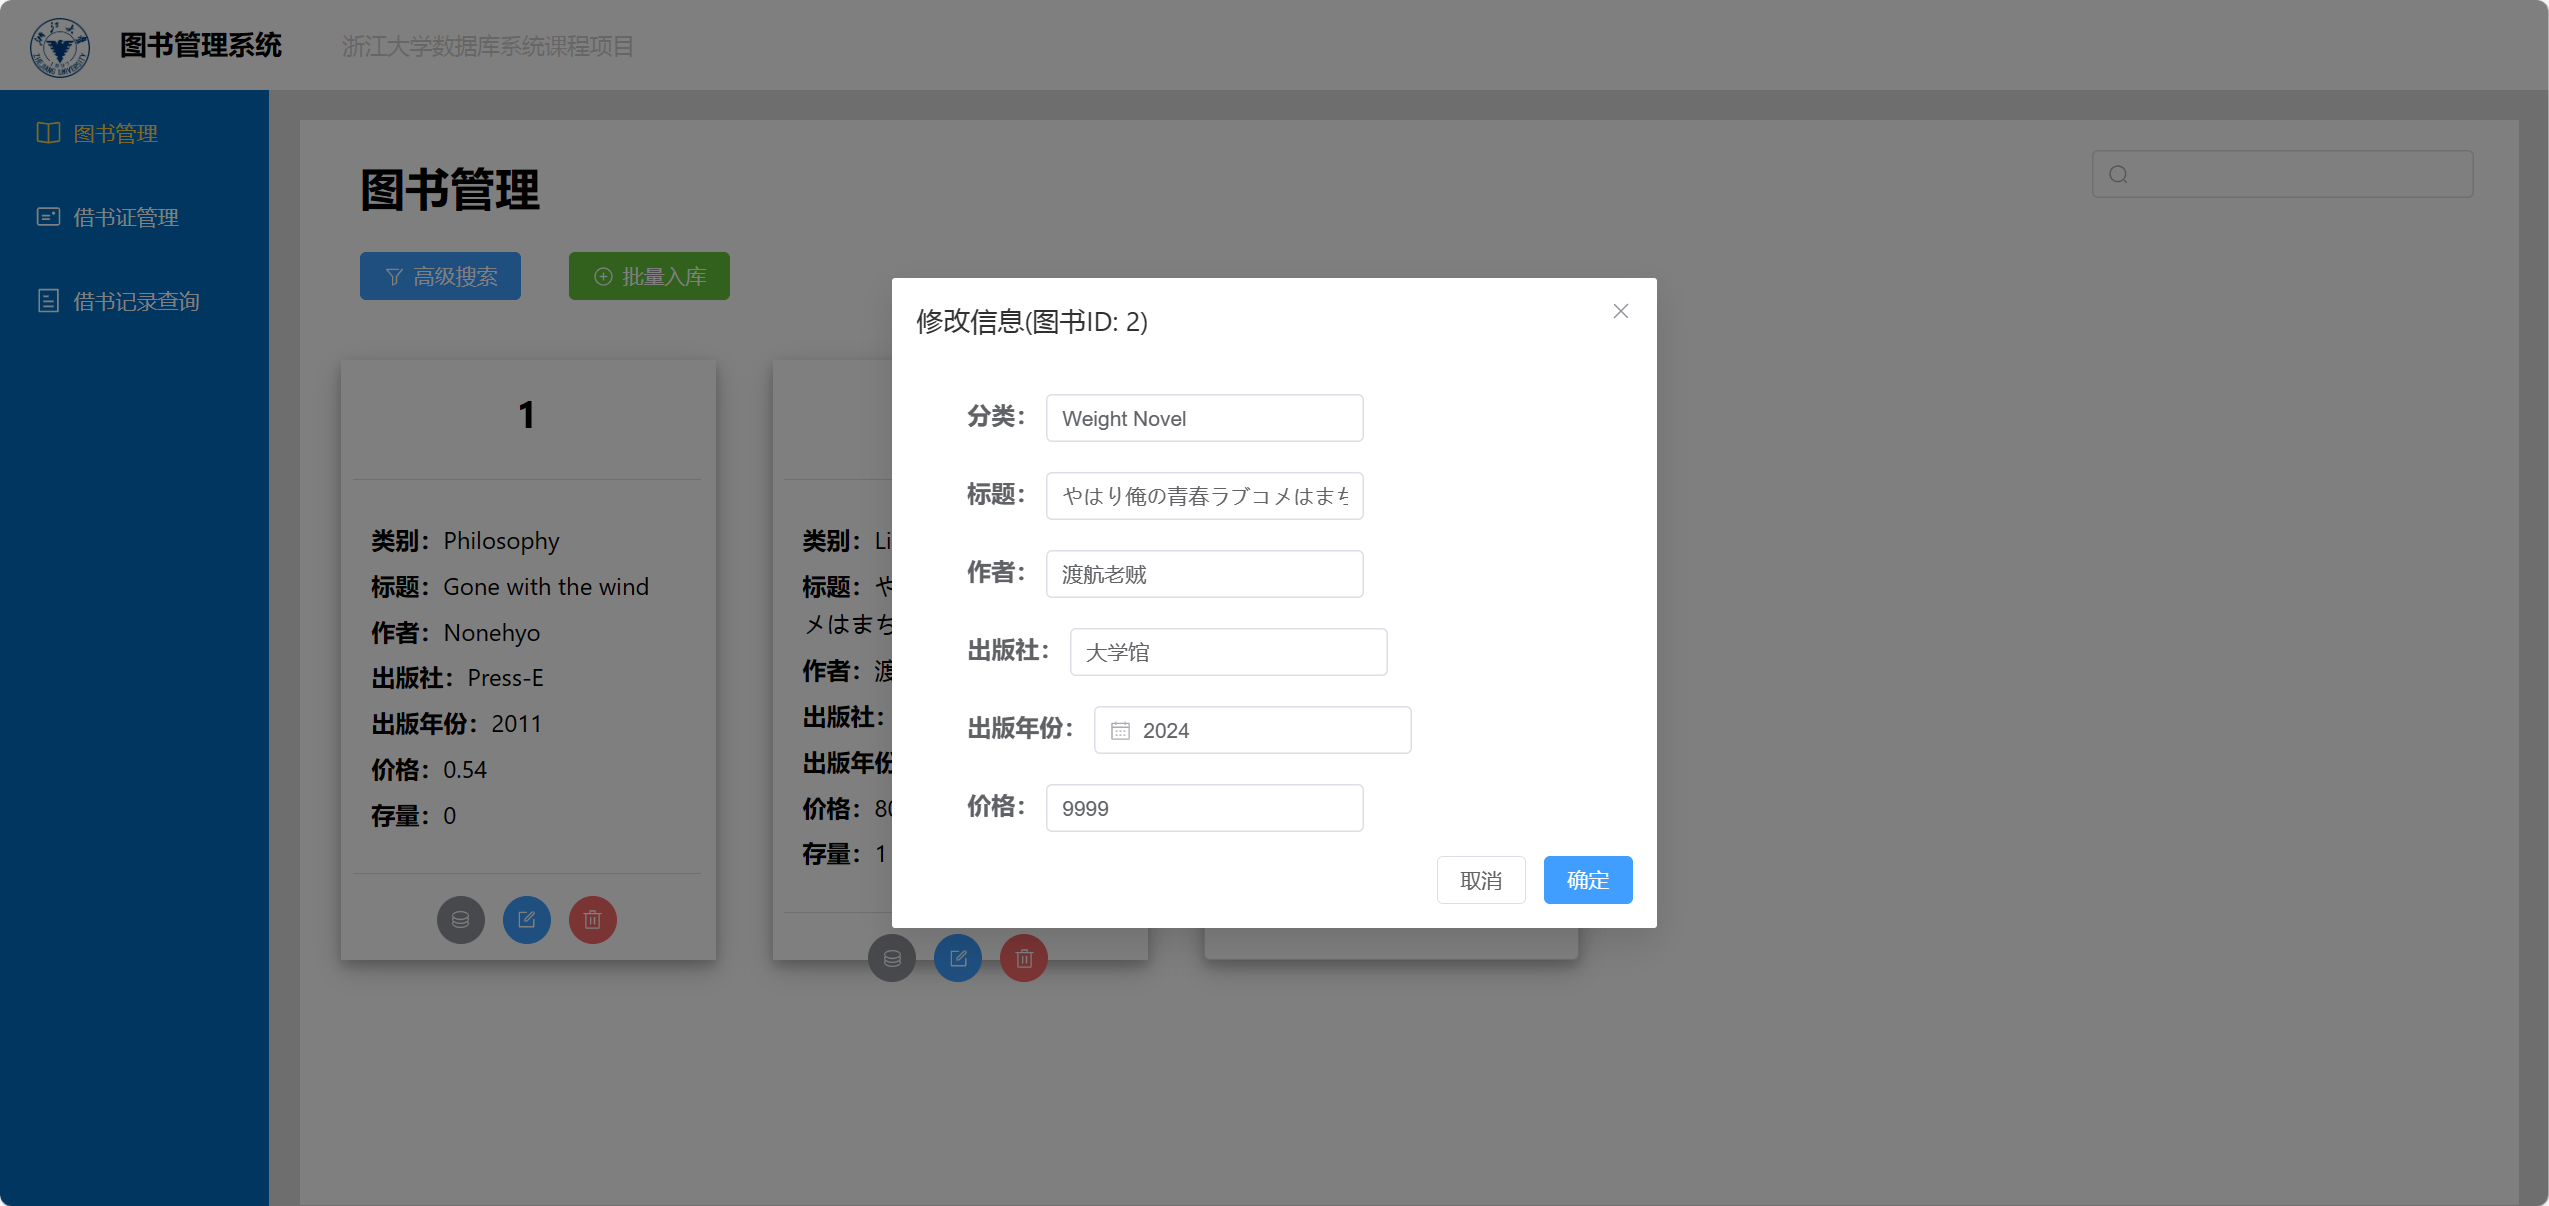 图书管理系统
浙江大学数据库系统课程项目
图书管理
借书证管理
借书记录查询
图书管理
高级搜索
批量入库
1
类别：Philosophy
标题：Gone with the wind
作者：Nonehyo
出版社：Press-E
出版年份：2011
价格：0.54
存量：0
类别：Li
标题：や
メはまち
作者：渡
出版社：
出版年份
价格：80
存量：1
修改信息(图书ID: 2)
分类：Weight Novel
标题：やはり俺の青春ラブコメはまち
作者：渡航老贼
出版社：大学馆
出版年份：2024
价格：9999
取消
确定